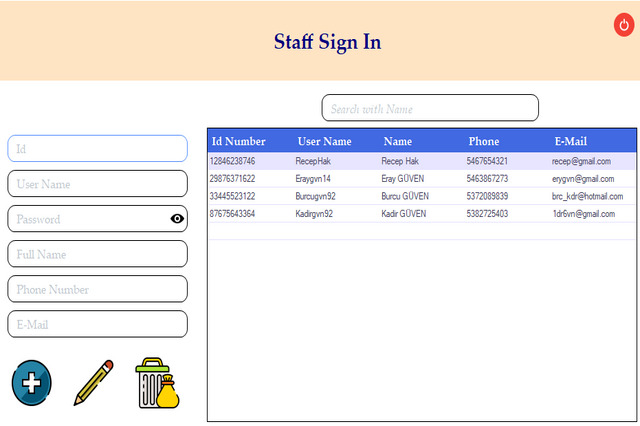 Staff Sign In
Search with Name
Id
User Name
Password
Full Name
Phone Number
E-Mail
Id Number User Name Name Phone E-Mail
12846238746 RecepHak Recep Hak 5467654321 recep@gmail.com
29876371622 Eraygvn14 Eray GÜVEN 5463867273 erygvn@gmail.com
33445523122 Burcugvn92 Burcu GÜVEN 5372089839 brc_kdr@hotmail.com
87675643364 Kadirgvn92 Kadir GÜVEN 5382725403 1dr6vn@gmail.com